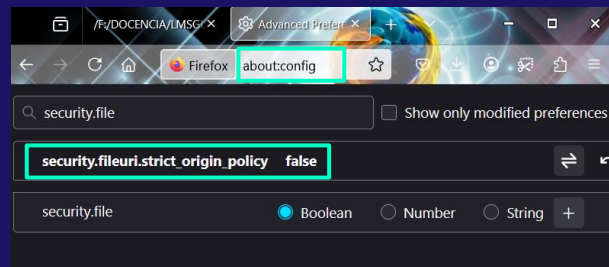 /F:/DOCENCIA/LMSG × Advanced Prefere ×
Firefox about:config
security.file Show only modified preferences
security.fileuri.strict_origin_policy false
security.file Boolean Number String